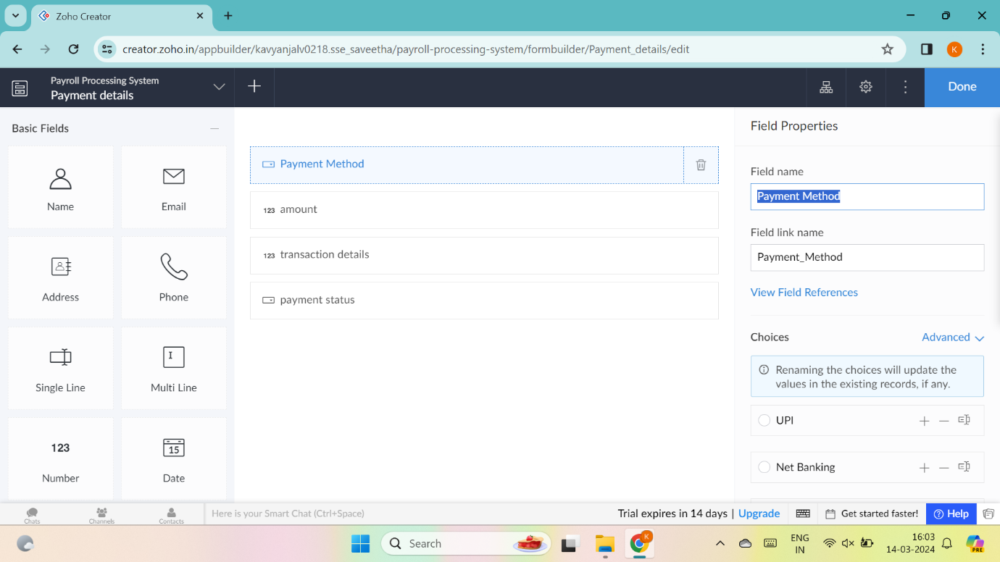 Zoho Creator
creator.zoho.in/appbuilder/kavyanjalv0218.sse_saveetha/payroll-processing-system/formbuilder/Payment_details/edit
K
Payroll Processing System
Payment details
Done
Basic Fields
Name
Email
Address
Phone
Single Line
Multi Line
123
Number
15
Date
Payment Method
123 amount
123 transaction details
payment status
Field Properties
Field name
Payment Method
Field link name
Payment_Method
View Field References
Choices
Advanced
Renaming the choices will update the
values in the existing records, if any.
UPI
Net Banking
Chats
Channels
Contacts
Here is your Smart Chat (Ctrl+Space)
Trial expires in 14 days | Upgrade
Get started faster!
? Help
Search
K
ENG
IN
16:03
14-03-2024
PRE